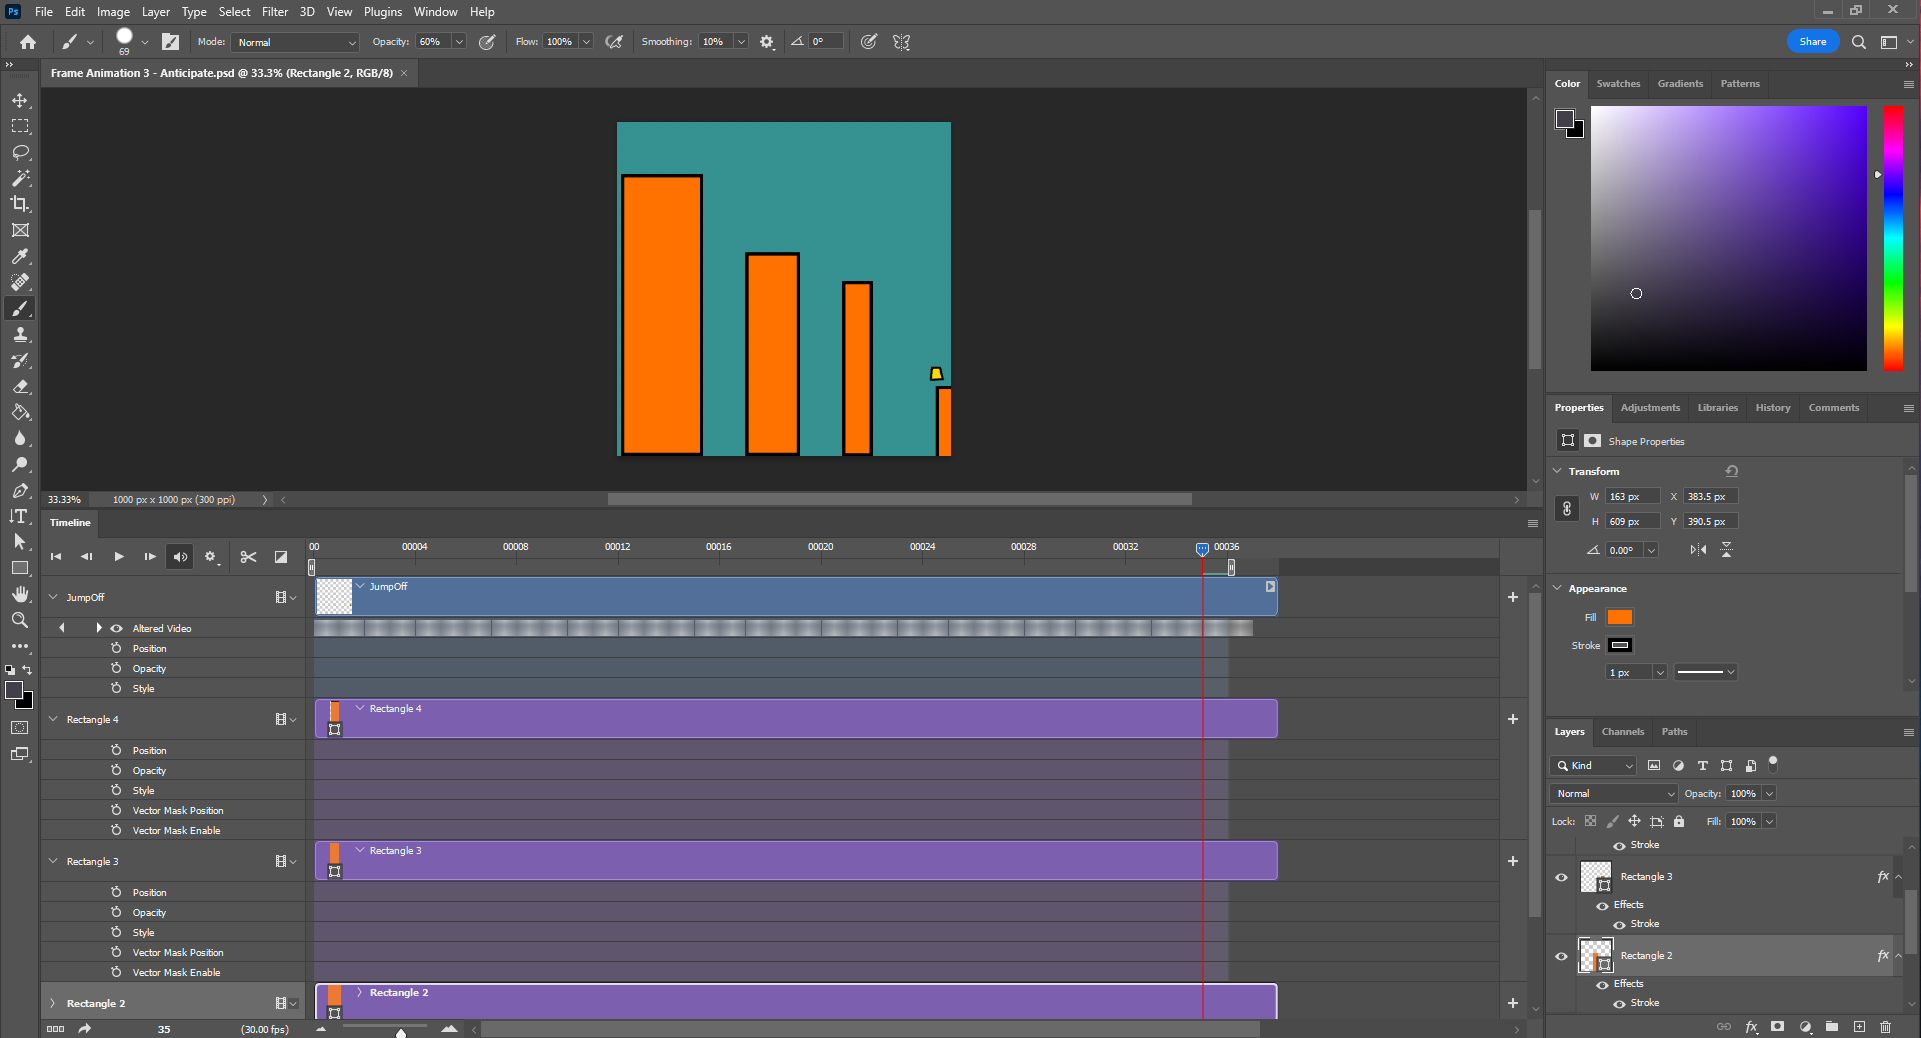 Ps File Edit Image Layer Type Select Filter 3D View Plugins Window Help
69 Mode: Normal Opacity: 60% Flow: 100% Smoothing: 10% 0° Share
Frame Animation 3 - Anticipate.psd @ 33.3% (Rectangle 2, RGB/8) ×
33.33% 1000 px x 1000 px (300 ppi)
Timeline
00 00004 00008 00012 00016 00020 00024 00028 00032 00036
JumpOff JumpOff
Altered Video
Position
Opacity
Style
Rectangle 4 Rectangle 4
Position
Opacity
Style
Vector Mask Position
Vector Mask Enable
Rectangle 3 Rectangle 3
Position
Opacity
Style
Vector Mask Position
Vector Mask Enable
Rectangle 2 Rectangle 2
35 (30.00 fps)
Color Swatches Gradients Patterns
Properties Adjustments Libraries History Comments
Shape Properties
Transform
W 163 px X 383.5 px
H 609 px Y 390.5 px
0.00°
Appearance
Fill
Stroke
1 px
Layers Channels Paths
Kind T
Normal Opacity: 100%
Lock: Fill: 100%
Stroke
Rectangle 3 fx
Effects
Stroke
Rectangle 2 fx
Effects
Stroke
fx